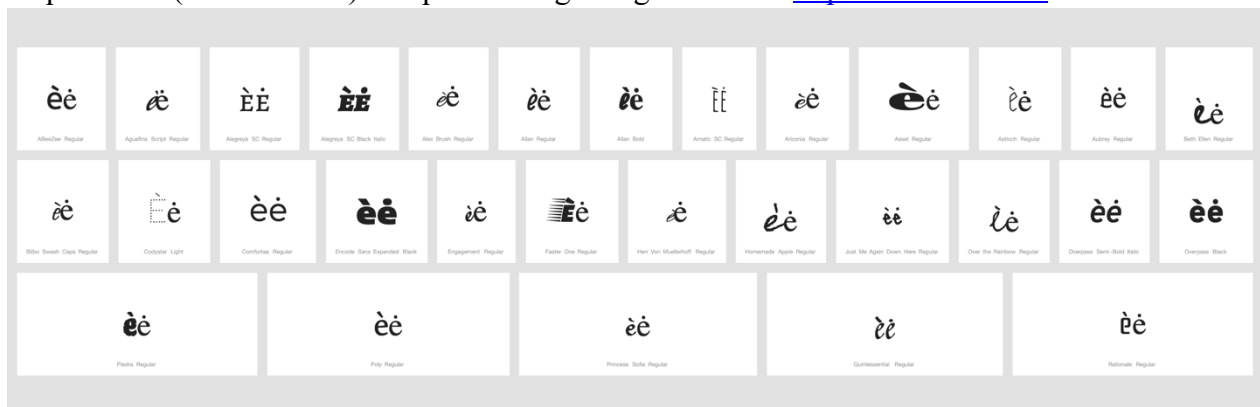 èė èė ÈĖ ÈĖ èė èė èė ÈĖ èė èė èė èė èė
ABeeZee Regular Aguafina Script Regular Alegreya SC Regular Alegreya SC Black Italic Alex Brush Regular Allan Regular Allan Bold Amatic SC Regular Arizonia Regular Asset Regular Astloch Regular Aubrey Regular Beth Ellen Regular
èė Èė èė èė èė Èė èė èė èė èė èė èė
Bilbo Swash Caps Regular Codystar Light Comfortaa Regular Encode Sans Expanded Black Engagement Regular Faster One Regular Herr Von Muellerhoff Regular Homemade Apple Regular Just Me Again Down Here Regular Over the Rainbow Regular Overpass Semi-Bold Italic Overpass Black
èė èė èė èė èė
Piedra Regular Poly Regular Princess Sofia Regular Quintessential Regular Rationale Regular